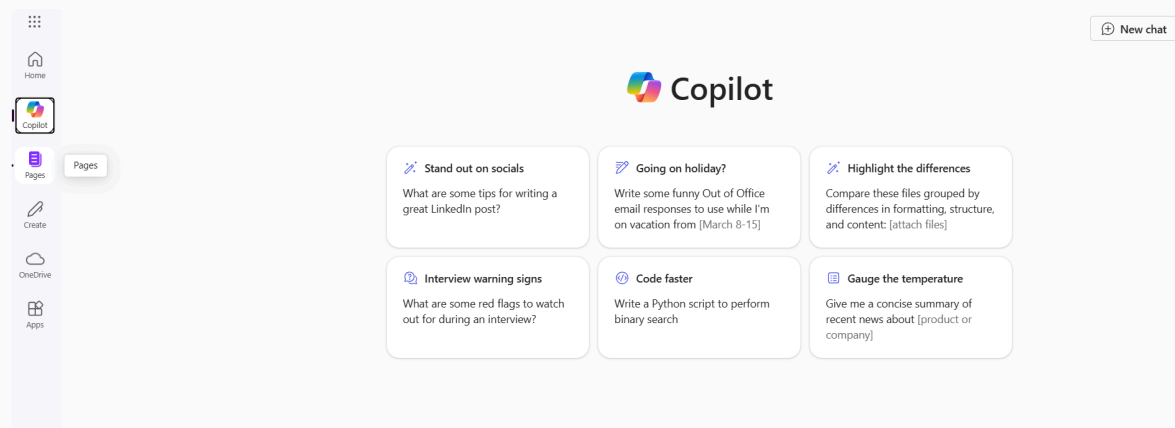 New chat
Home
Copilot
Copilot
Pages
Pages
Create
OneDrive
Apps
Stand out on socials
What are some tips for writing a
great LinkedIn post?
Going on holiday?
Write some funny Out of Office
email responses to use while I'm
on vacation from [March 8-15]
Highlight the differences
Compare these files grouped by
differences in formatting, structure,
and content: [attach files]
Interview warning signs
What are some red flags to watch
out for during an interview?
Code faster
Write a Python script to perform
binary search
Gauge the temperature
Give me a concise summary of
recent news about [product or
company]